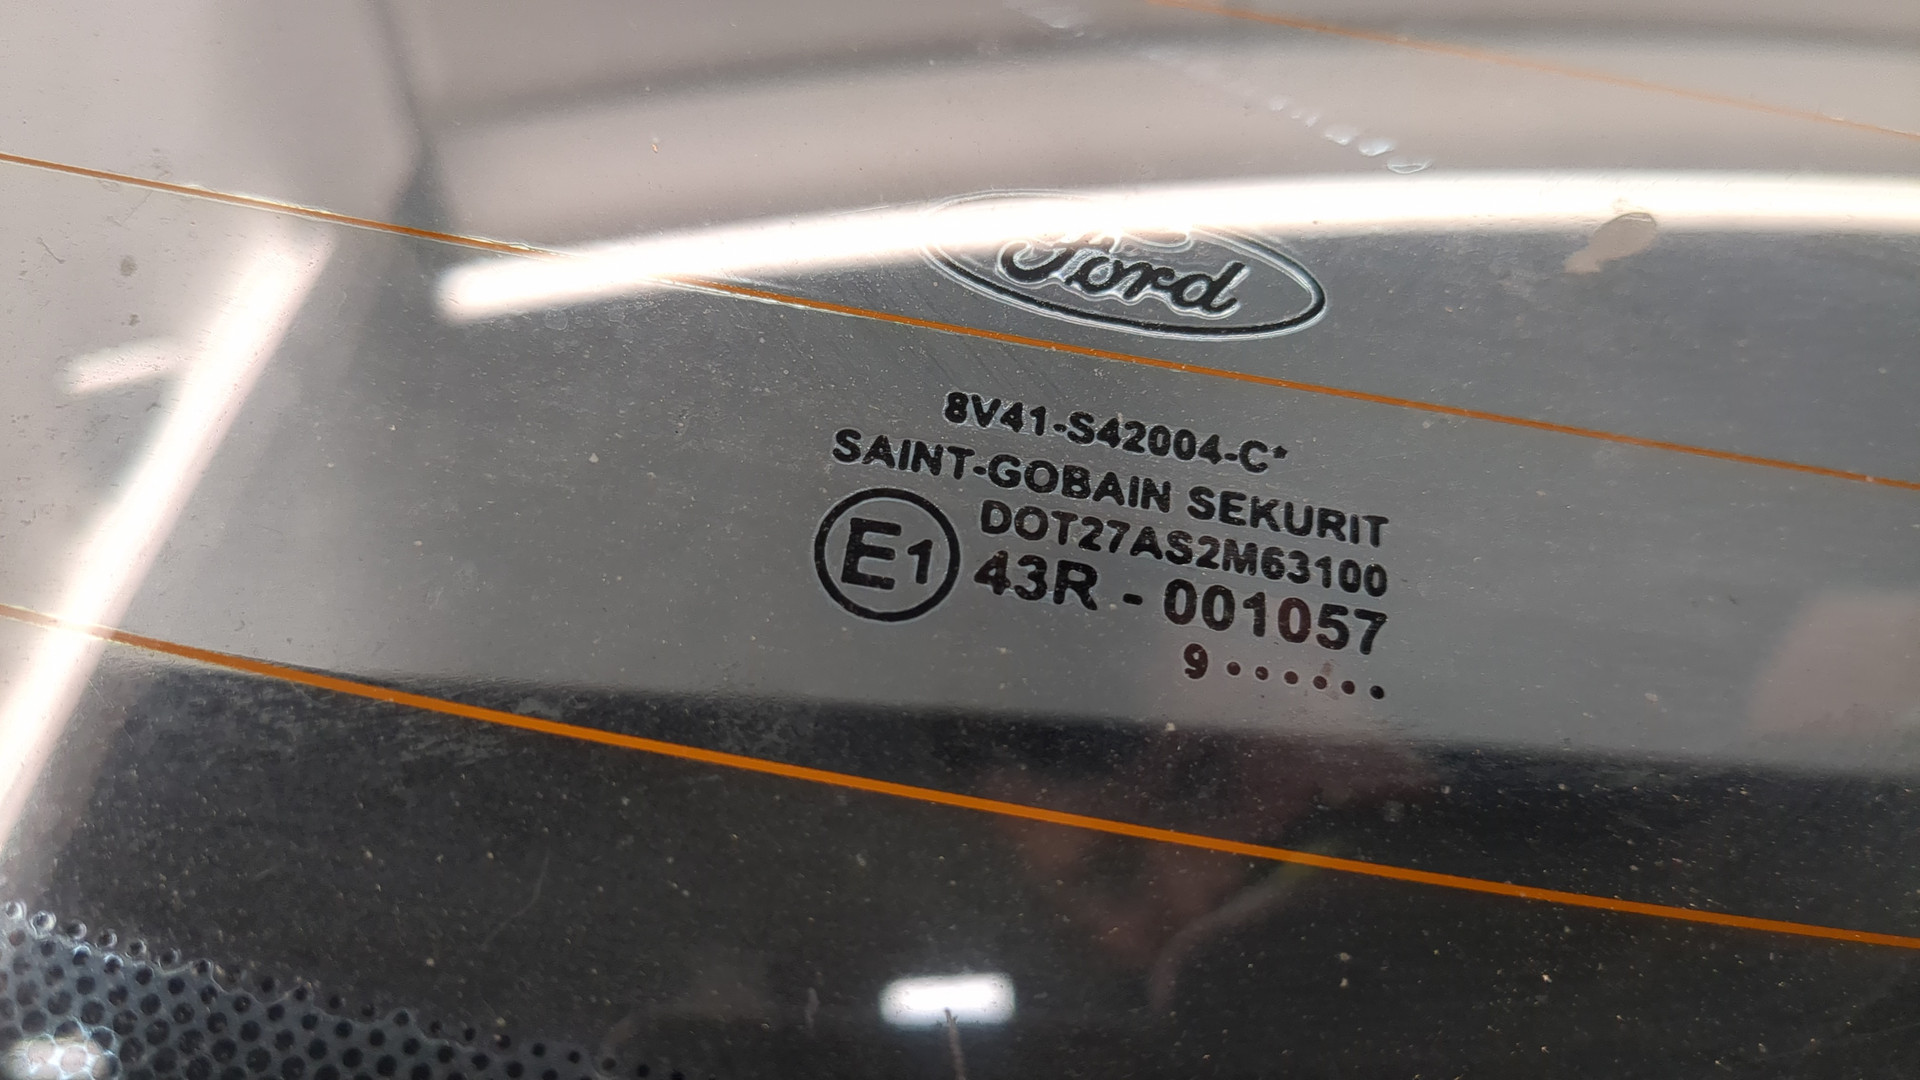 Ford
8V41-S42004-C*
SAINT-GOBAIN SEKURIT
DOT27AS2M63100
E1 43R - 001057
9 ······